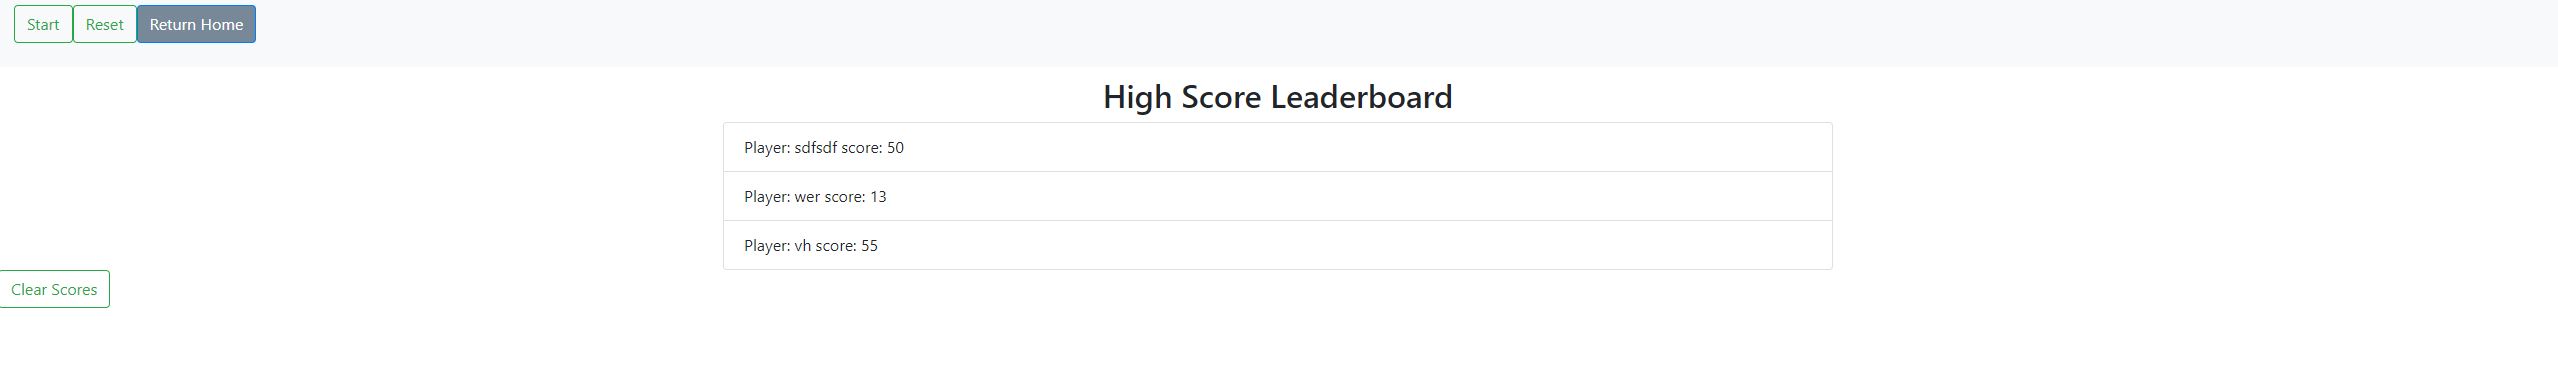 Start Reset Return Home
High Score Leaderboard
Player: sdfsdf score: 50
Player: wer score: 13
Player: vh score: 55
Clear Scores